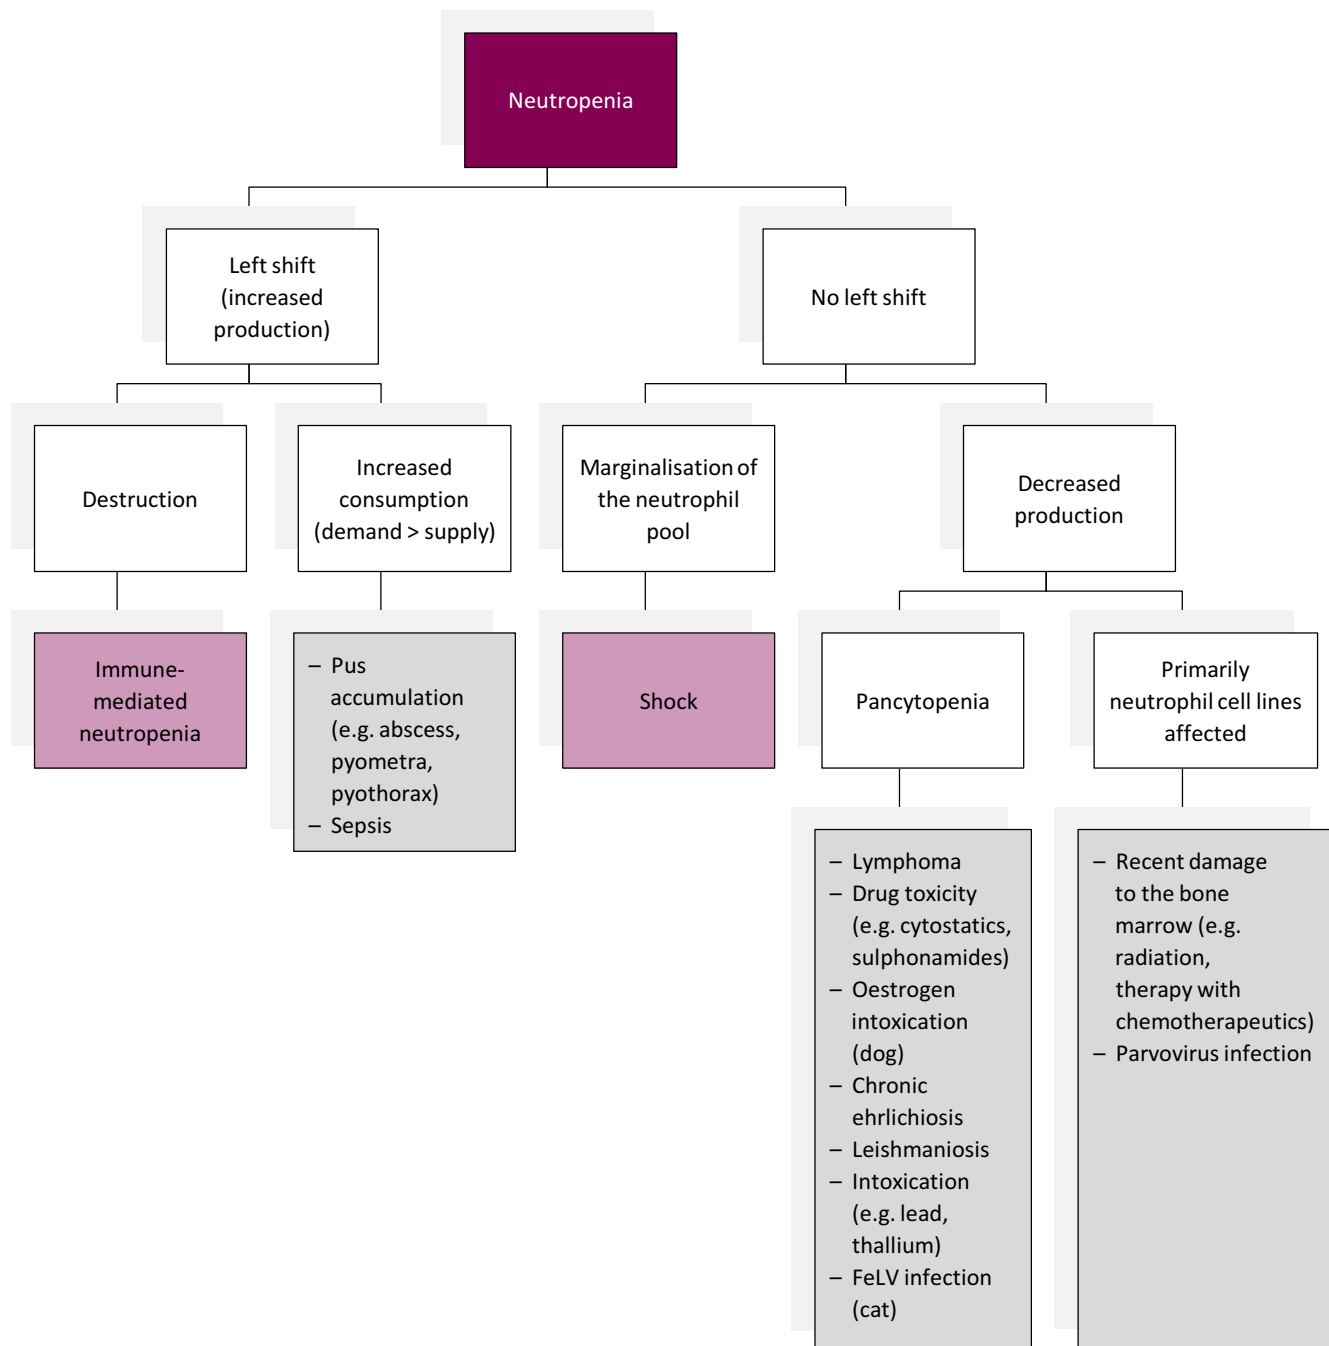 Neutropenia
Left shift
(increased
production)
No left shift
Destruction
Increased
consumption
(demand > supply)
Marginalisation of
the neutrophil
pool
Decreased
production
Immune-
mediated
neutropenia
– Pus
accumulation
(e.g. abscess,
pyometra,
pyothorax)
– Sepsis
Shock
Pancytopenia
Primarily
neutrophil cell lines
affected
– Lymphoma
– Drug toxicity
(e.g. cytostatics,
sulphonamides)
– Oestrogen
intoxication
(dog)
– Chronic
ehrlichiosis
– Leishmaniosis
– Intoxication
(e.g. lead,
thallium)
– FeLV infection
(cat)
– Recent damage
to the bone
marrow (e.g.
radiation,
therapy with
chemotherapeutics)
– Parvovirus infection